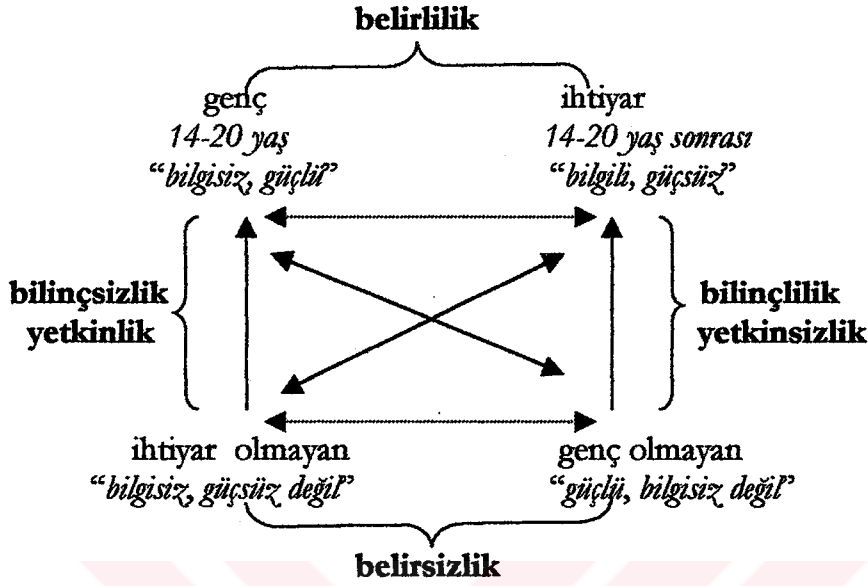 belirlilik
genç
14-20 yaş
“bilgisiz, güçlü”
ihtiyar
14-20 yaş sonrası
“bilgili, güçsüz”
bilinçsizlik
yetkinlik
bilinçlilik
yetkinsizlik
ihtiyar olmayan
“bilgisiz, güçsüz değil”
genç olmayan
“güçlü, bilgisiz değil”
belirsizlik